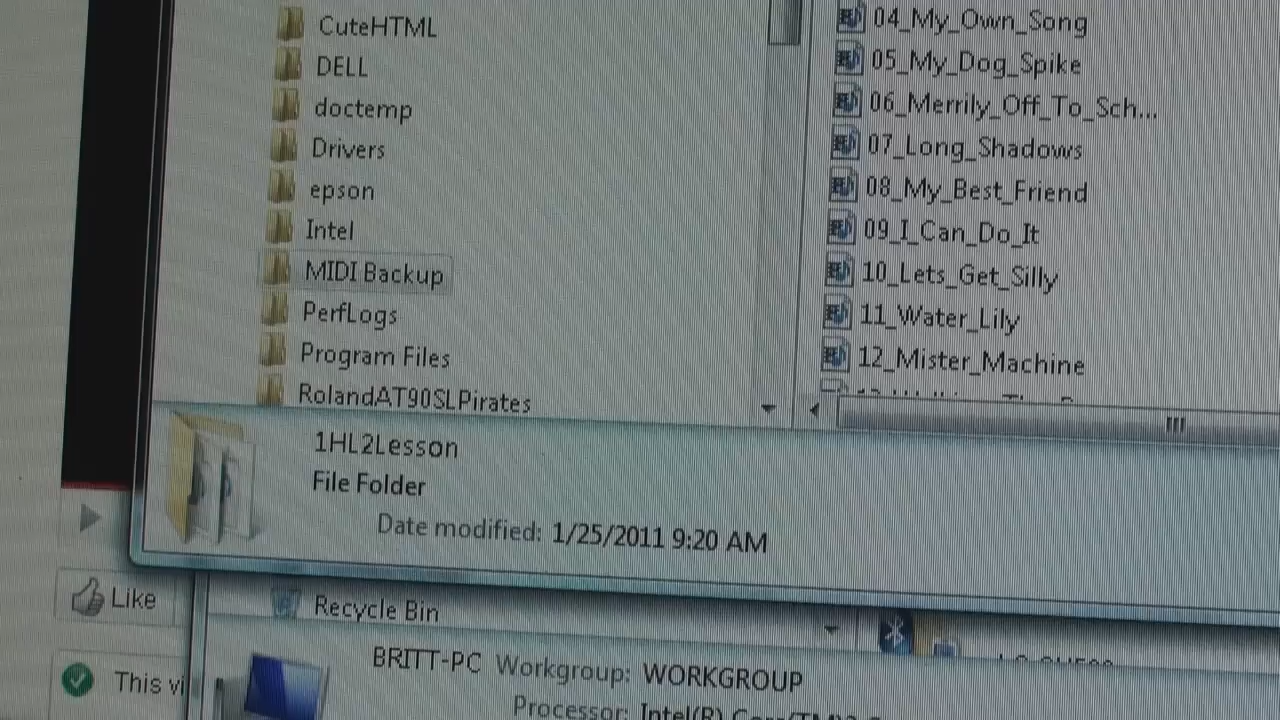 CuteHTML
DELL
doctemp
Drivers
epson
Intel
MIDI Backup
PerfLogs
Program Files
RolandAT90SLPirates
04_My_Own_Song
05_My_Dog_Spike
06_Merrily_Off_To_Sch...
07_Long_Shadows
08_My_Best_Friend
09_I_Can_Do_It
10_Lets_Get_Silly
11_Water_Lily
12_Mister_Machine
1HL2Lesson
File Folder
Date modified: 1/25/2011 9:20 AM
Like
Recycle Bin
This vi
BRITT-PC Workgroup: WORKGROUP
Processor: Intel(R)